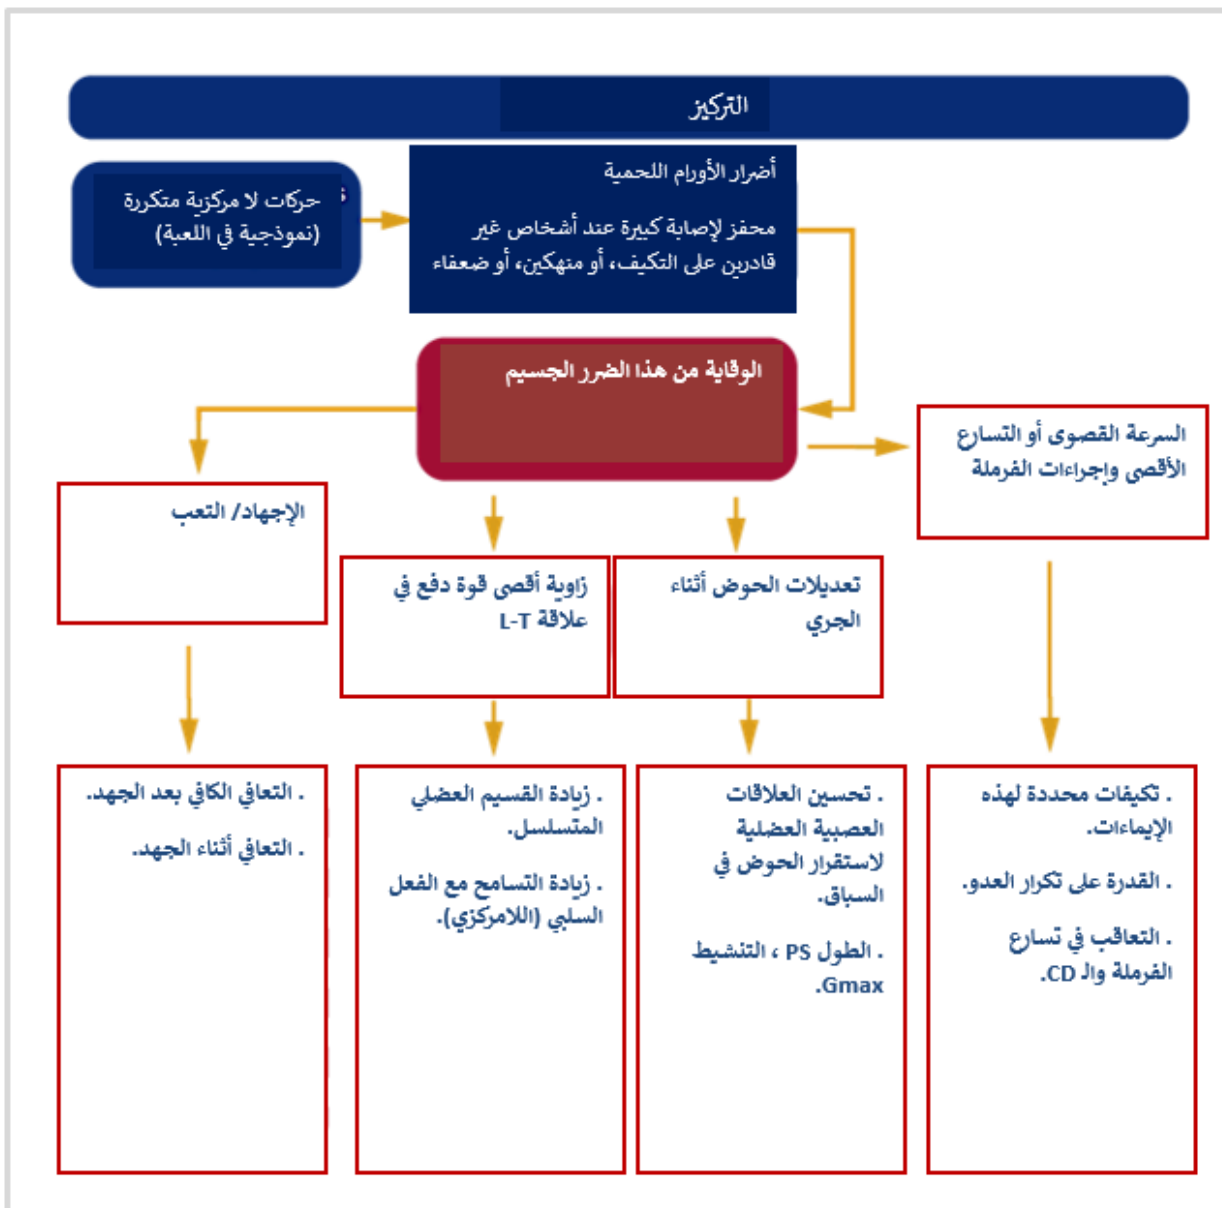 التركيز
حركات لا مركزية متكررة
(نموذجية في اللعبة)
أضرار الأورام اللحمية
محفز لإصابة كبيرة عند أشخاص غير
قادرين على التكيف، أو منهكين، أو ضعفاء
الوقاية من هذا الضرر الجسيم
السرعة القصوى أو التسارع
الأقصى وإجراءات الفرملة
تعديلات الحوض أثناء
الجري
زاوية أقصى قوة دفع في
علاقة L-T
الإجهاد/ التعب
. تكيفات محددة لهذه
الإيماءات.
. القدرة على تكرار العدو.
. التعاقب في تسارع
الفرملة والـ CD.
. تحسين العلاقات
العصبية العضلية
لاستقرار الحوض في
السباق.
. الطول PS ، التنشيط
Gmax.
. زيادة القسيم العضلي
المتسلسل.
. زيادة التسامح مع الفعل
السلبي (اللامركزي).
. التعافي الكافي بعد الجهد.
. التعافي أثناء الجهد.